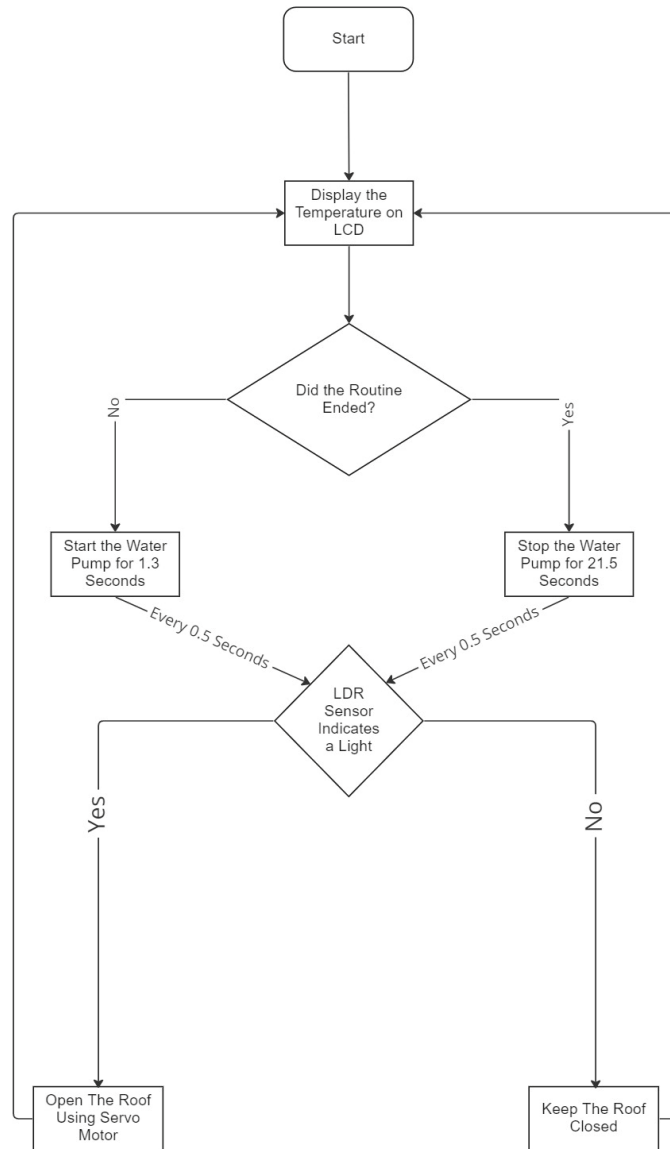 Start
Display the
Temperature on
LCD
Did the Routine
Ended?
No
Yes
Start the Water
Pump for 1.3
Seconds
Stop the Water
Pump for 21.5
Seconds
Every 0.5 Seconds
Every 0.5 Seconds
LDR
Sensor
Indicates
a Light
Yes
No
Open The Roof
Using Servo
Motor
Keep The Roof
Closed